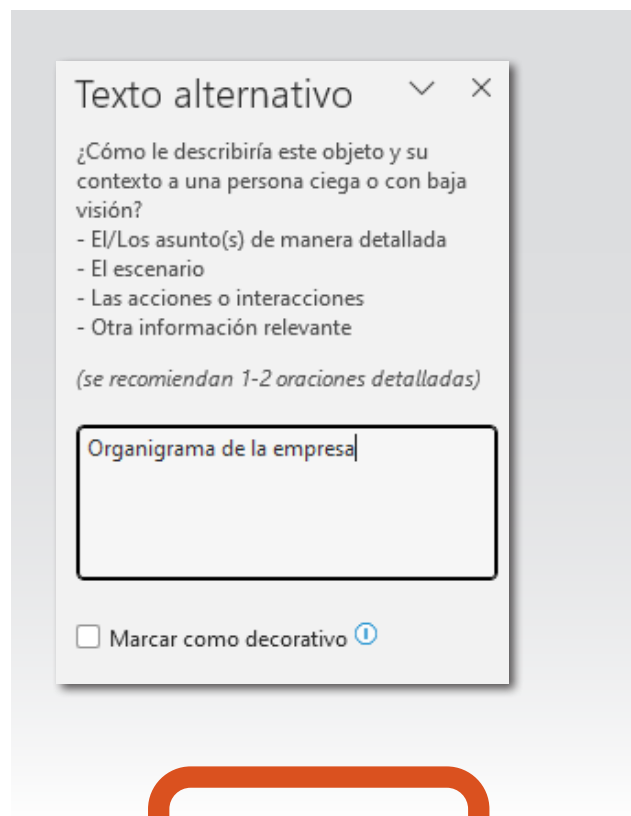 Texto alternativo
¿Cómo le describiría este objeto y su
contexto a una persona ciega o con baja
visión?
- El/Los asunto(s) de manera detallada
- El escenario
- Las acciones o interacciones
- Otra información relevante
(se recomiendan 1-2 oraciones detalladas)
Organigrama de la empresa
Marcar como decorativo